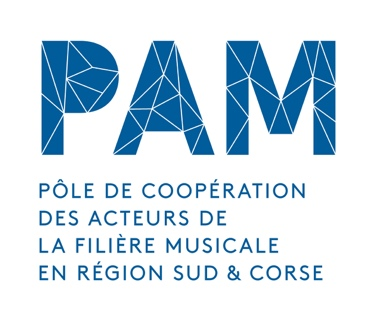 PAM
PÔLE DE COOPÉRATION
DES ACTEURS DE
LA FILIÈRE MUSICALE
EN RÉGION SUD & CORSE